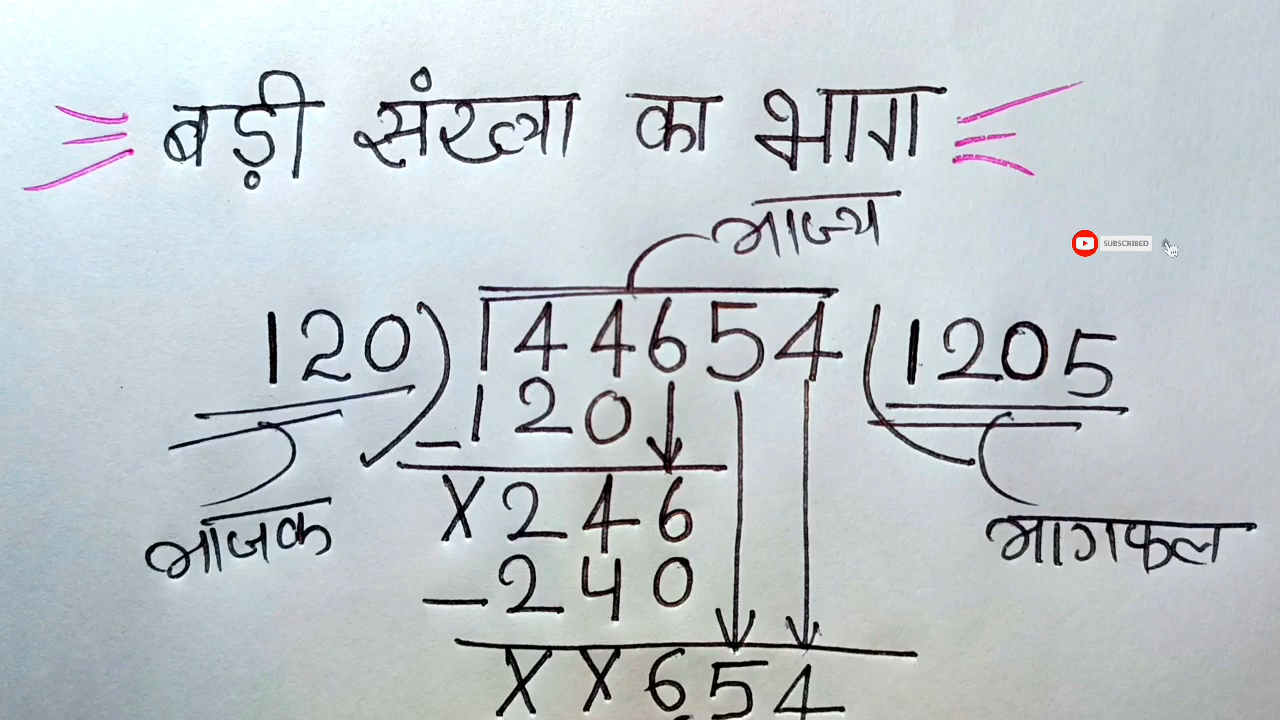 बड़ी संख्या का भाग
भाज्य
SUBSCRIBED
120) 144654 (1205
-120
x246
भाजक भागफल
-240
xx654